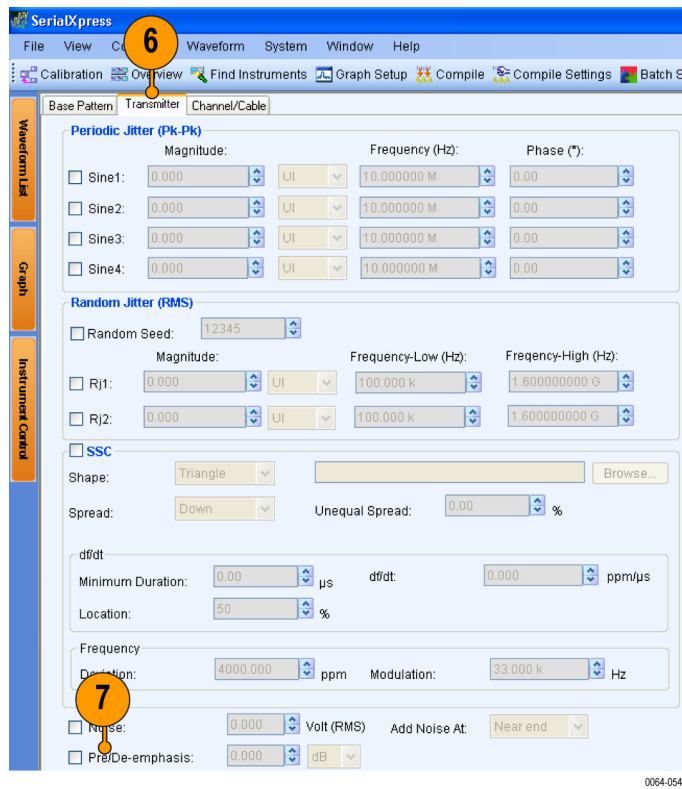 SerialXpress
File View Waveform System Window Help
6
Calibration Overview Find Instruments Graph Setup Compile Compile Settings Batch S
Base Pattern Transmitter Channel/Cable
Waveform List
Graph
Instrument Control
Periodic Jitter (Pk-Pk)
Magnitude: Frequency (Hz): Phase (°):
Sine1: 0.000 UI 10.000000 M 0.00
Sine2: 0.000 UI 10.000000 M 0.00
Sine3: 0.000 UI 10.000000 M 0.00
Sine4: 0.000 UI 10.000000 M 0.00
Random Jitter (RMS)
Random Seed: 12345
Magnitude: Frequency-Low (Hz): Freqency-High (Hz):
Rj1: 0.000 UI 100.000 k 1.600000000 G
Rj2: 0.000 UI 100.000 k 1.600000000 G
SSC
Shape: Triangle Browse...
Spread: Down Unequal Spread: 0.00 %
df/dt
Minimum Duration: 0.00 µs df/dt: 0.000 ppm/µs
Location: 50 %
Frequency
Deviation: 4000.000 ppm Modulation: 33.000 k Hz
7
Noise: 0.000 Volt (RMS) Add Noise At: Near end
Pre/De-emphasis: 0.000 dB
0064-054